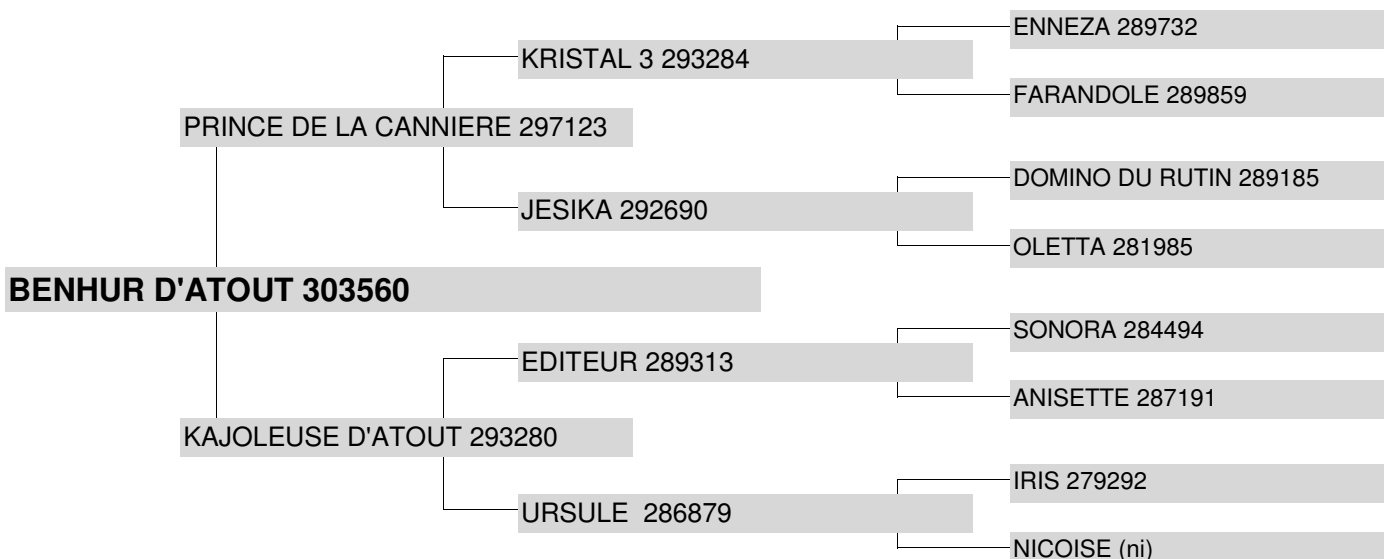 ENNEZA 289732
KRISTAL 3 293284
FARANDOLE 289859
PRINCE DE LA CANNIERE 297123
DOMINO DU RUTIN 289185
JESIKA 292690
OLETTA 281985
BENHUR D'ATOUT 303560
SONORA 284494
EDITEUR 289313
ANISETTE 287191
KAJOLEUSE D'ATOUT 293280
IRIS 279292
URSULE 286879
NICOISE (ni)